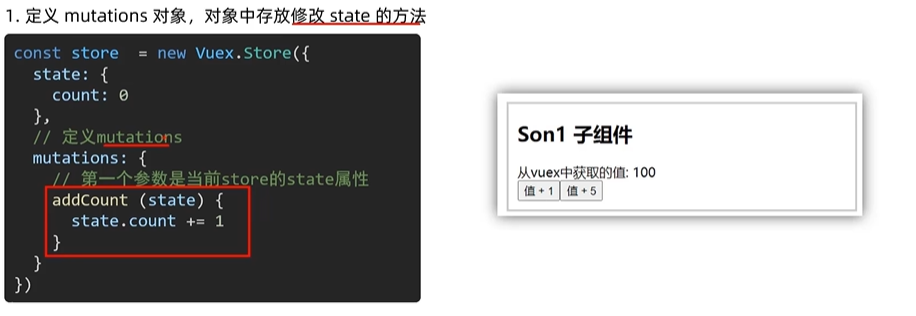 1. 定义 mutations 对象，对象中存放修改 state 的方法
const store  = new Vuex.Store({
  state: {
    count: 0
  },
  // 定义mutations
  mutations: {
    // 第一个参数是当前store的state属性
    addCount (state) {
      state.count += 1
    }
  }
})
Son1 子组件
从vuex中获取的值: 100
值 + 1 值 + 5